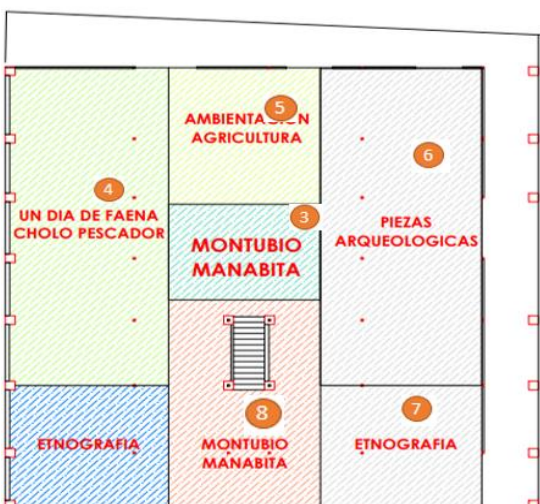 5
AMBIENTACION
AGRICULTURA
6
4
UN DIA DE FAENA
CHOLO PESCADOR
3
MONTUBIO
MANABITA
PIEZAS
ARQUEOLOGICAS
8
7
ETNOGRAFIA
MONTUBIO
MANABITA
ETNOGRAFIA